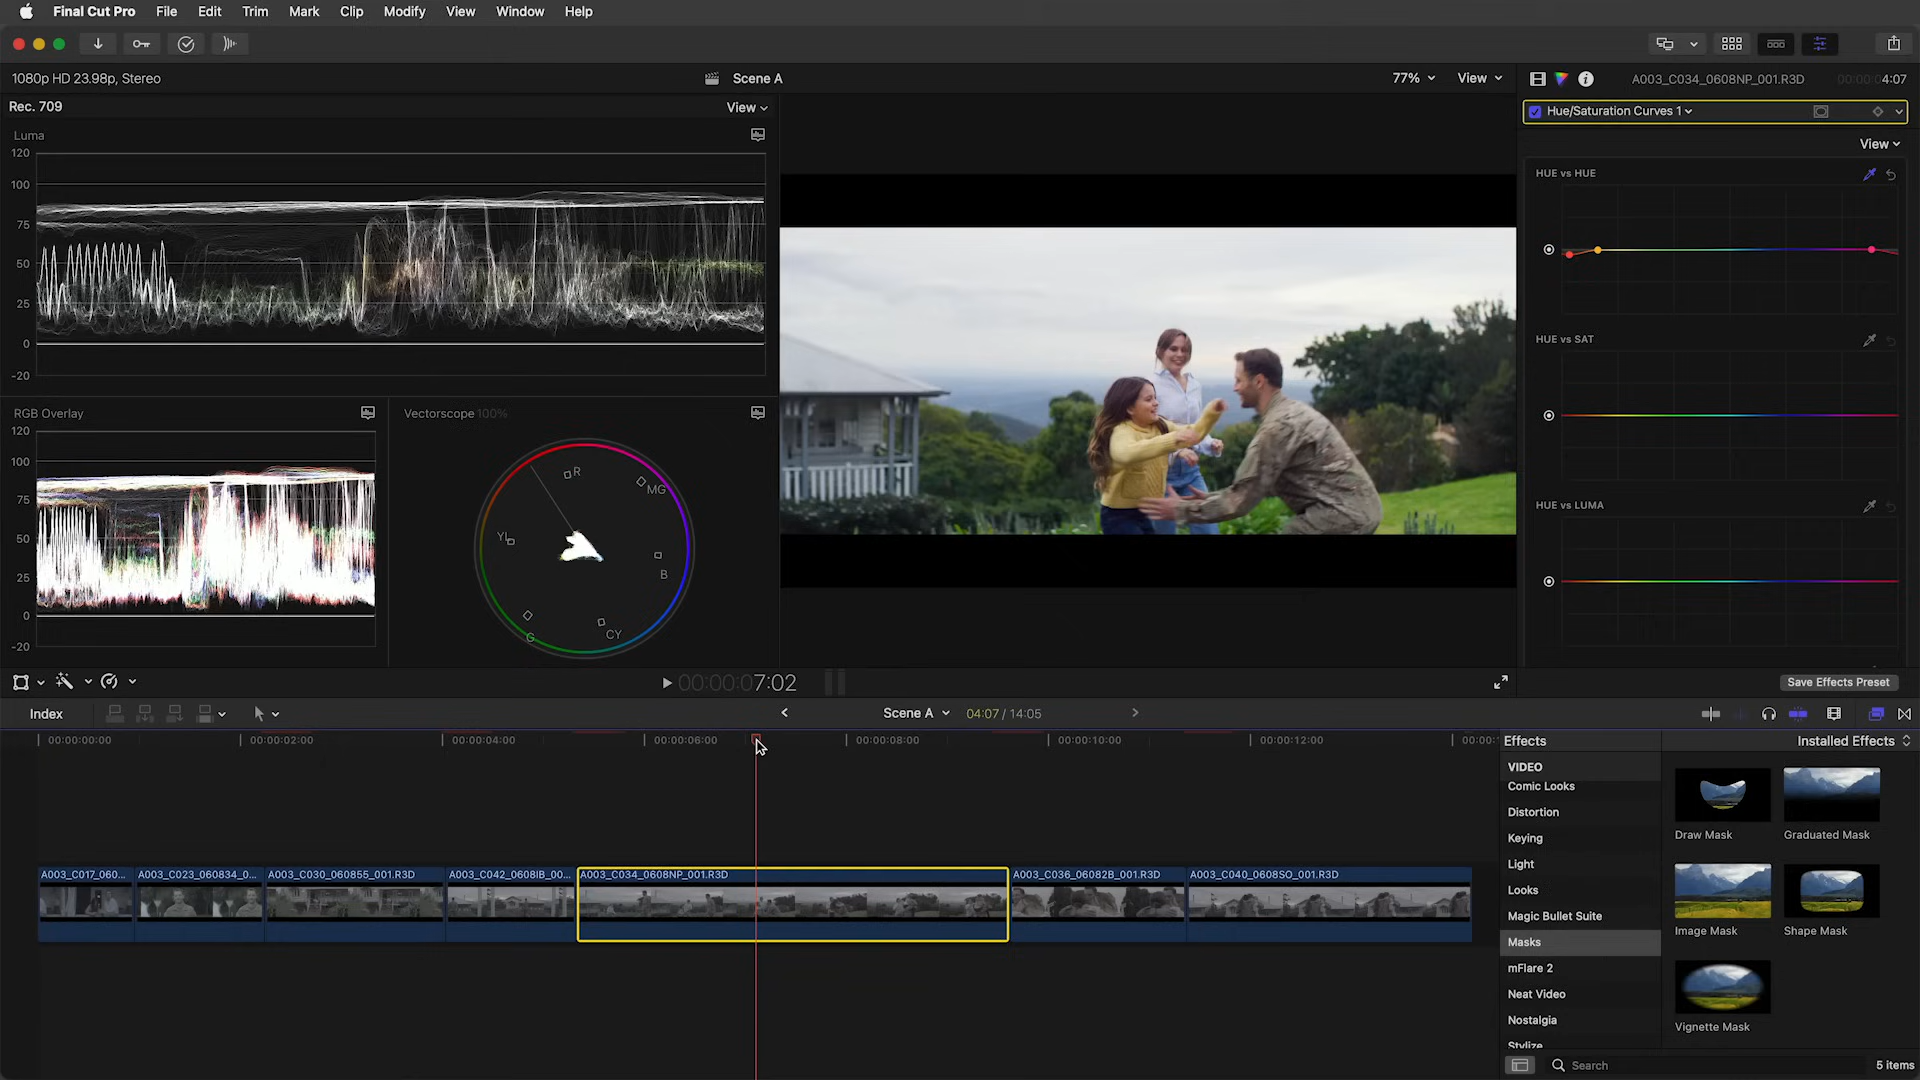 Final Cut Pro File Edit Trim Mark Clip Modify View Window Help
1080p HD 23.98p, Stereo
Scene A
77% View
A003_C034_0608NP_001.R3D 00:00:04:07
Rec. 709
View
Hue/Saturation Curves 1
Luma
120
100
75
50
25
0
-20
View
HUE vs HUE
HUE vs SAT
HUE vs LUMA
RGB Overlay
120
100
75
50
25
0
-20
Vectorscope 100%
R
MG
YL
B
G
CY
00:00:07:02
Save Effects Preset
Index
Scene A 04:07 / 14:05
00:00:00:00 00:00:02:00 00:00:04:00 00:00:06:00 00:00:08:00 00:00:10:00 00:00:12:00
A003_C017_060... A003_C023_060834_0... A003_C030_060855_001.R3D A003_C042_0608IB_00... A003_C034_0608NP_001.R3D A003_C036_06082B_001.R3D A003_C040_0608SO_001.R3D
Effects
Installed Effects
VIDEO
Comic Looks
Distortion
Keying
Light
Looks
Magic Bullet Suite
Masks
mFlare 2
Neat Video
Nostalgia
Stylize
Draw Mask
Graduated Mask
Image Mask
Shape Mask
Vignette Mask
Search
5 items